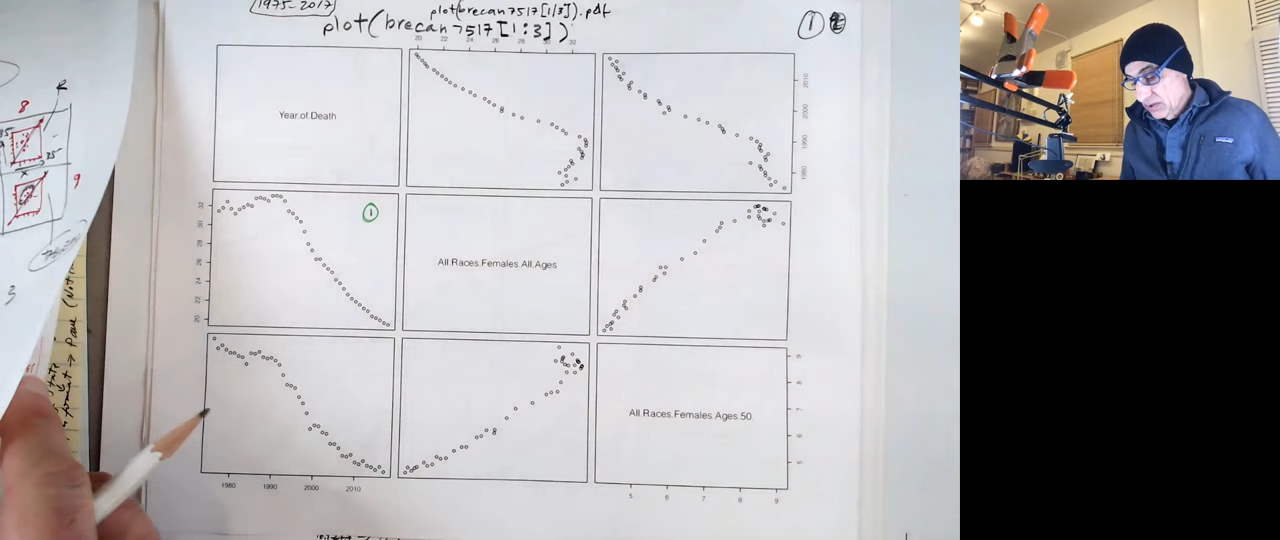 1975-2017
plot(brecan7517[1:3]).pdf
plot(brecan7517[1:3])
1
20 22 24 26 28 30 32
Year.of.Death
1980 1990 2000 2010
20 22 24 26 28 30 32
1
All.Races.Females.All.Ages
All.Races.Females.Ages.50.
5 6 7 8 9
1980 1990 2000 2010
5 6 7 8 9
R
8
35
35
x
9
3